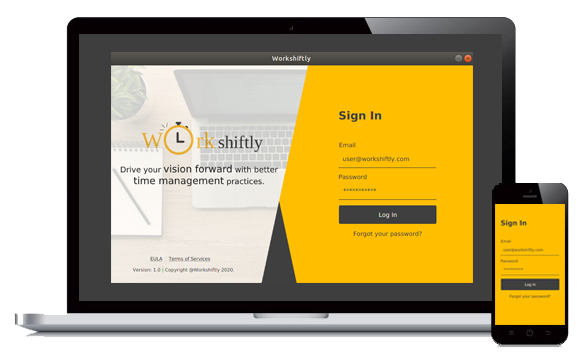 Workshiftly
Work shiftly
Drive your vision forward with better
time management practices.
EULA | Terms of Services
Version: 1.0 | Copyright @Workshiftly 2020.
Sign In
Email
user@workshiftly.com
Password
***********
Log In
Forgot your password?
Sign In
Email
user@workshiftly.com
Password
***********
Log In
Forgot your password?